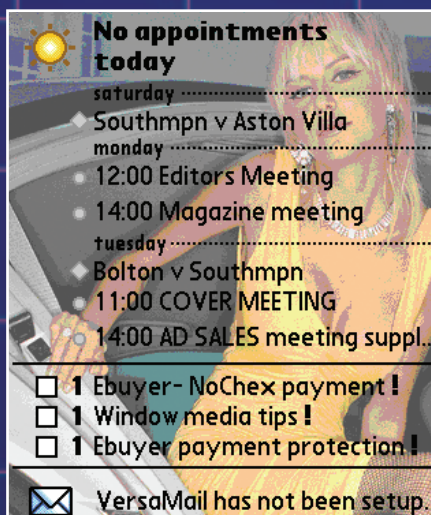 No appointments
today
saturday
Southmpn v Aston Villa
monday
12:00 Editors Meeting
14:00 Magazine meeting
tuesday
Bolton v Southmpn
11:00 COVER MEETING
14:00 AD SALES meeting suppl..
1 Ebuyer- NoChex payment !
1 Window media tips !
1 Ebuyer payment protection !
VersaMail has not been setup.